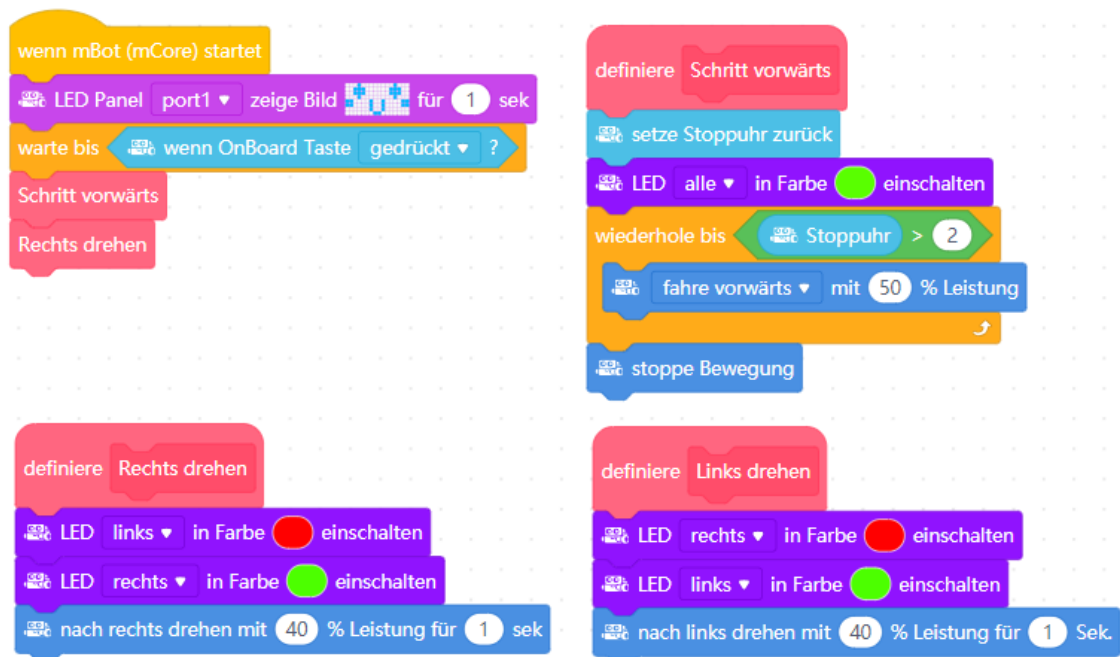 wenn mBot (mCore) startet
LED Panel port1 zeige Bild für 1 sek
warte bis wenn OnBoard Taste gedrückt ?
Schritt vorwärts
Rechts drehen
definiere Schritt vorwärts
setze Stoppuhr zurück
LED alle in Farbe einschalten
wiederhole bis Stoppuhr > 2
fahre vorwärts mit 50 % Leistung
stoppe Bewegung
definiere Rechts drehen
LED links in Farbe einschalten
LED rechts in Farbe einschalten
nach rechts drehen mit 40 % Leistung für 1 sek
definiere Links drehen
LED rechts in Farbe einschalten
LED links in Farbe einschalten
nach links drehen mit 40 % Leistung für 1 Sek.